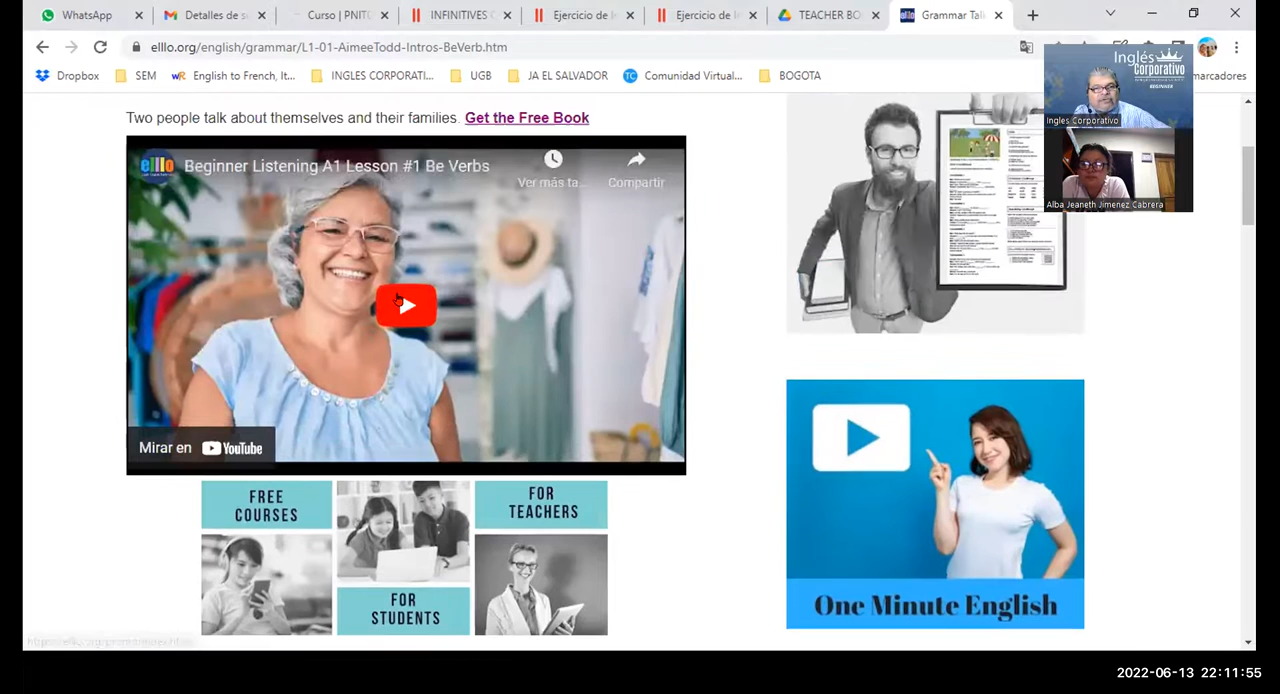 WhatsApp
Detalles de s
Curso | PNIT
INFINITIVES
Ejercicio de
Ejercicio de
TEACHER BO
Grammar Tal
elllo.org/english/grammar/L1-01-AimeeTodd-Intros-BeVerb.htm
Dropbox
SEM
English to French, It...
INGLES CORPORATI...
UGB
JA EL SALVADOR
Comunidad Virtual...
BOGOTA
marcadores
Inglés
Corporativo
BEGINNER
Ingles Corporativo
Alba Jeaneth Jimenez Cabrera
Two people talk about themselves and their families. Get the Free Book
elllo
Beginner Listening A1 Lesson #1 Be Verbs
Ver más ta...
Compartir
Mirar en YouTube
FREE
COURSES
FOR
TEACHERS
FOR
STUDENTS
One Minute English
2022-06-13 22:11:55